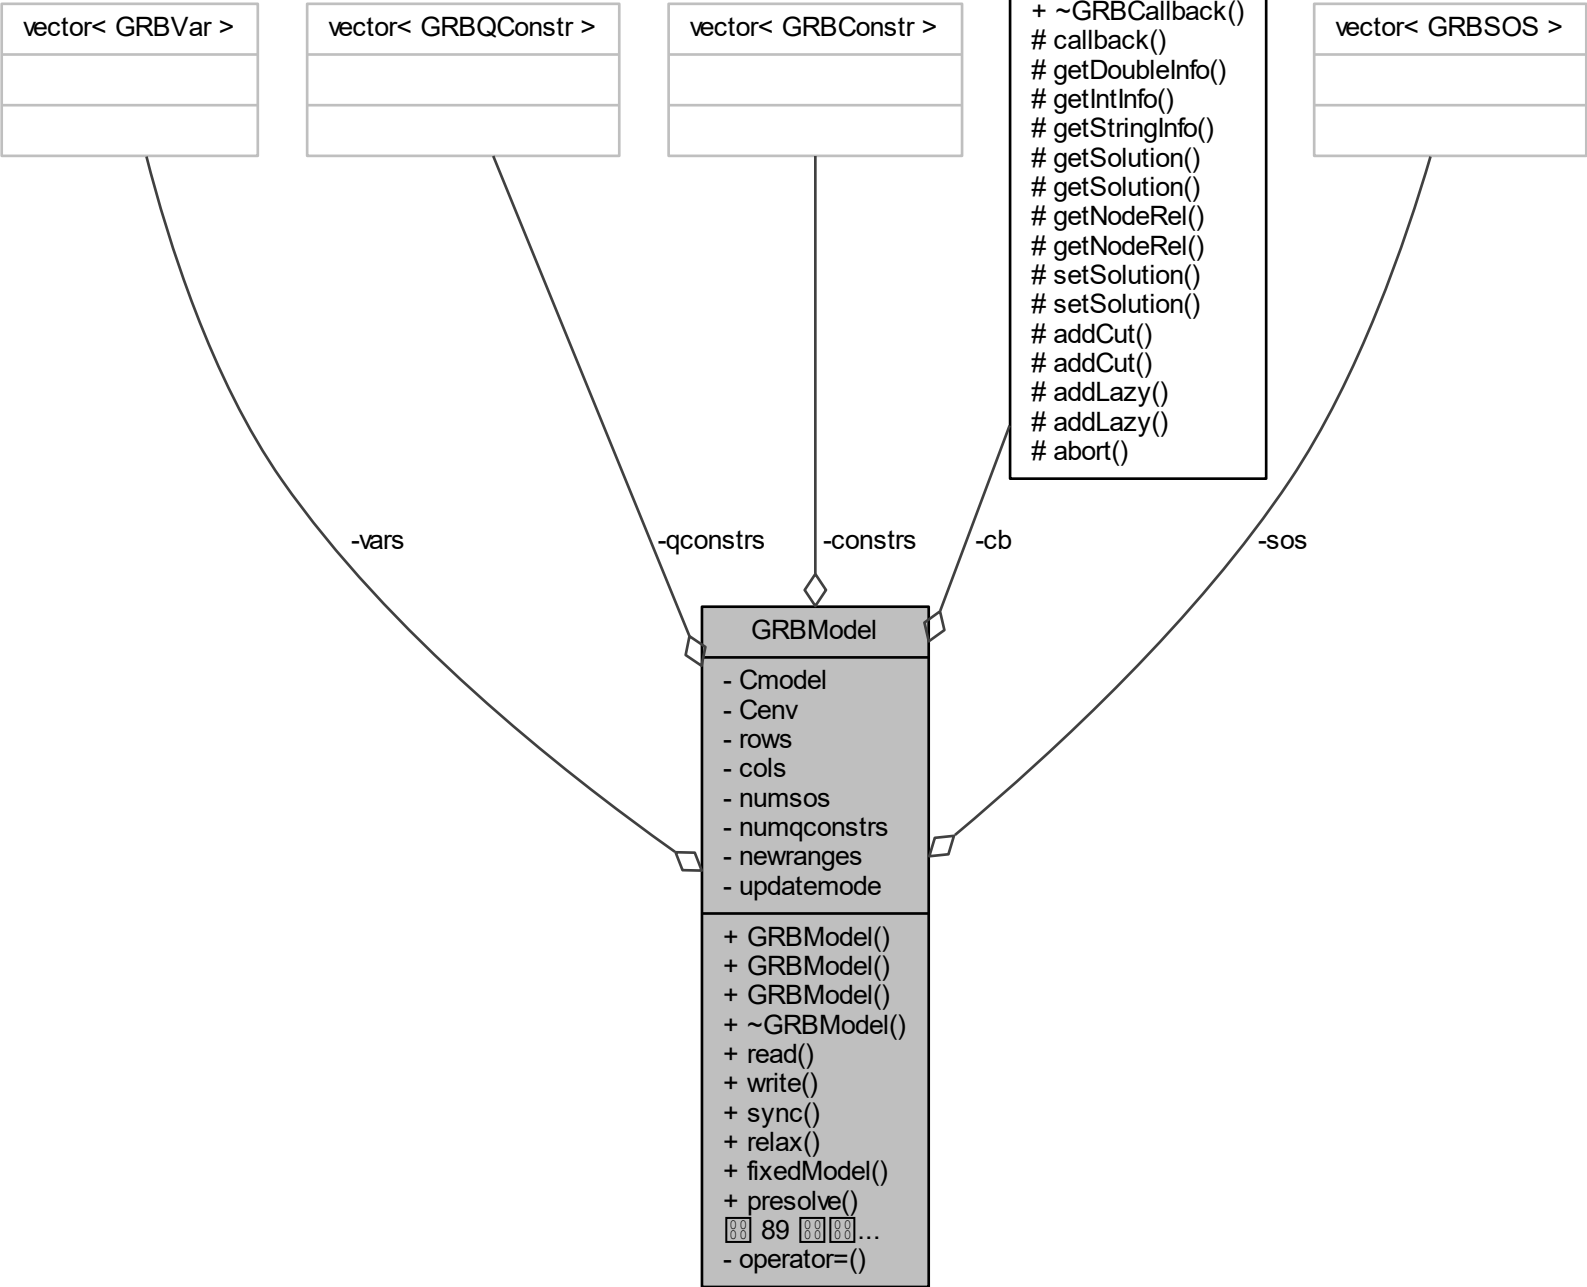 vector< GRBVar >
vector< GRBQConstr >
vector< GRBConstr >
+ ~GRBCallback()
# callback()
# getDoubleInfo()
# getIntInfo()
# getStringInfo()
# getSolution()
# getSolution()
# getNodeRel()
# getNodeRel()
# setSolution()
# setSolution()
# addCut()
# addCut()
# addLazy()
# addLazy()
# abort()
vector< GRBSOS >
-vars
-qconstrs
-constrs
-cb
-sos
GRBModel
- Cmodel
- Cenv
- rows
- cols
- numsos
- numqconstrs
- newranges
- updatemode
+ GRBModel()
+ GRBModel()
+ GRBModel()
+ ~GRBModel()
+ read()
+ write()
+ sync()
+ relax()
+ fixedModel()
+ presolve()
89 ...
- operator=()